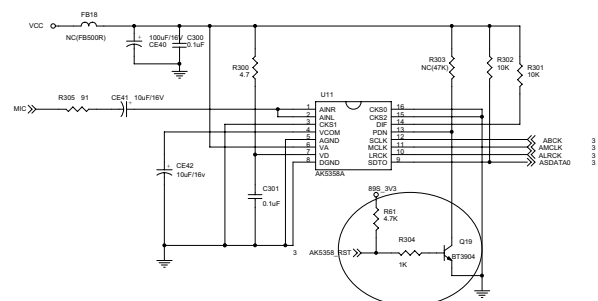 FB18
VCC
NC(FB500R)
100uF/16V
CE40
C300
0.1uF
R300
4.7
R303
NC(47K)
R302
10K
R301
10K
U11
R305 91
CE41
10uF/16V
MIC
1 AINR CKS0 16
2 AINL CKS2 15
3 CKS1 DIF 14
4 VCOM PDN 13
5 AGND SCLK 12
6 VA MCLK 11
7 VD LRCK 10
8 DGND SDTO 9
AK5358A
ABCK 3
AMCLK 3
ALRCK 3
ASDATA0 3
CE42
10uF/16v
C301
0.1uF
89S_3V3
R61
4.7K
Q19
BT3904
3 AK5358_RST
R304
1K